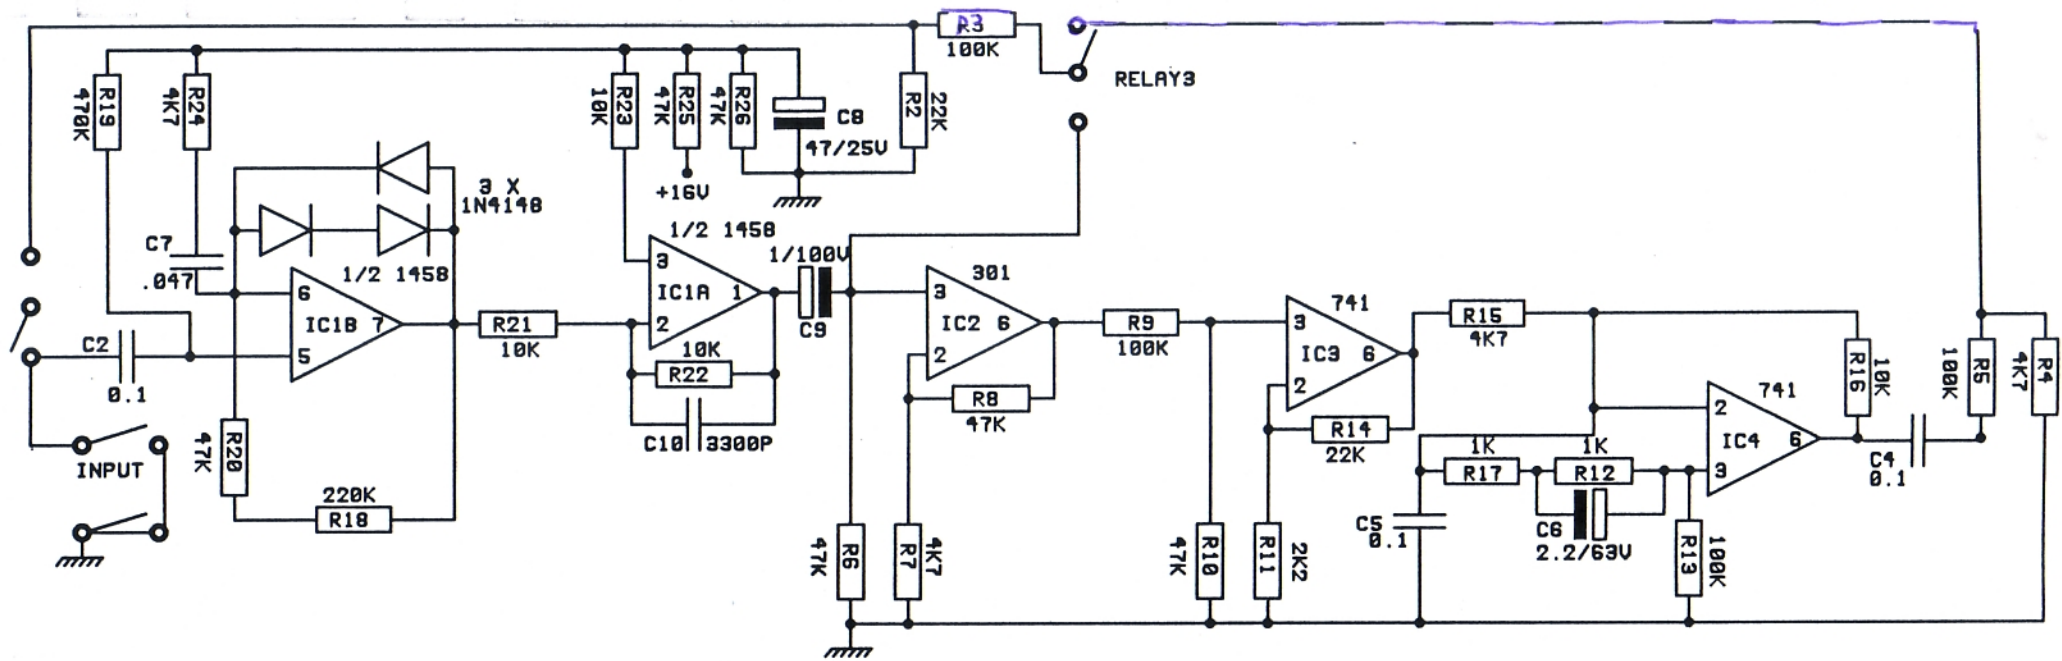 R3
100K
RELAY3
R19
470K
R24
4K7
R23
10K
R25
47K
R26
47K
C8
47/25V
R2
22K
+16V
3 X
1N4148
C7
.047
1/2 1458
6
IC1B 7
5
C2
0.1
INPUT
R20
47K
220K
R18
R21
10K
1/2 1458
3
IC1A 1
2
10K
R22
C10
3300P
1/100V
C9
301
3
IC2 6
2
R8
47K
R6
47K
R7
4K7
R9
100K
R10
47K
R11
2K2
741
3
IC3 6
2
R14
22K
R15
4K7
1K
R17
1K
R12
C5
0.1
C6
2.2/63V
R13
100K
741
2
IC4 6
3
R16
10K
C4
0.1
R5
100K
R4
4K7